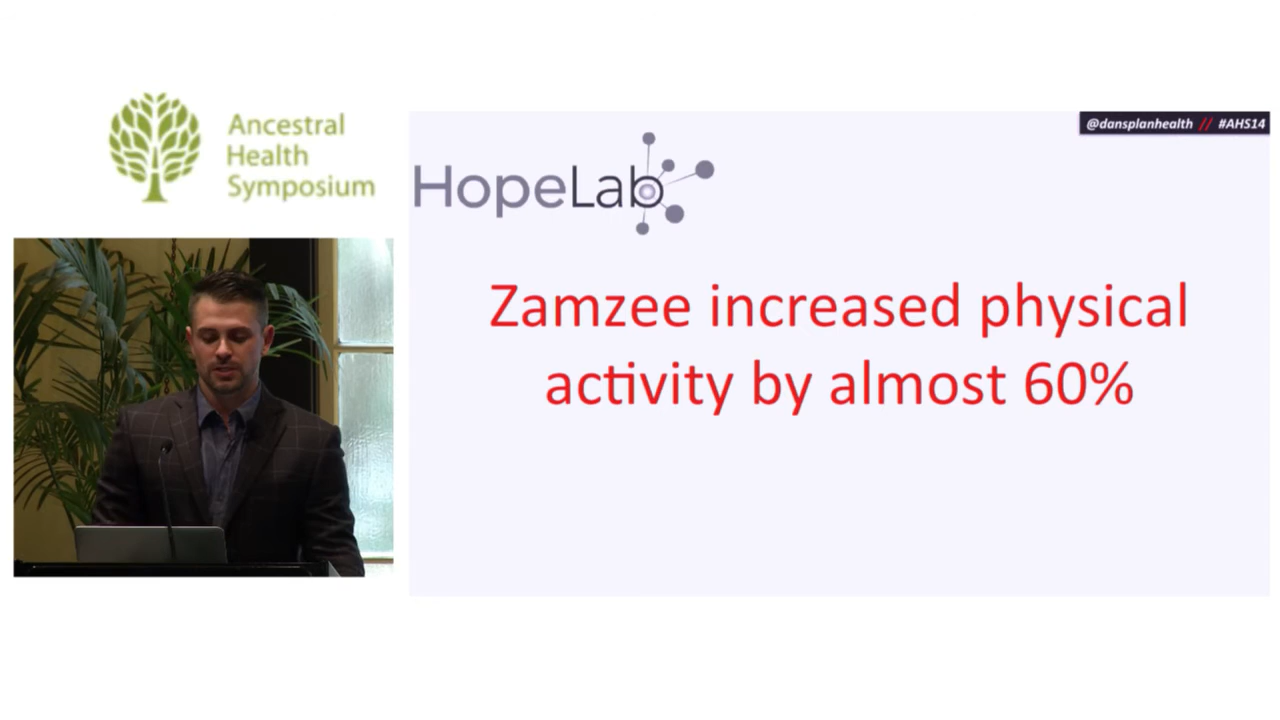 Ancestral
Health
Symposium
@dansplanhealth // #AHS14
HopeLab
Zamzee increased physical
activity by almost 60%